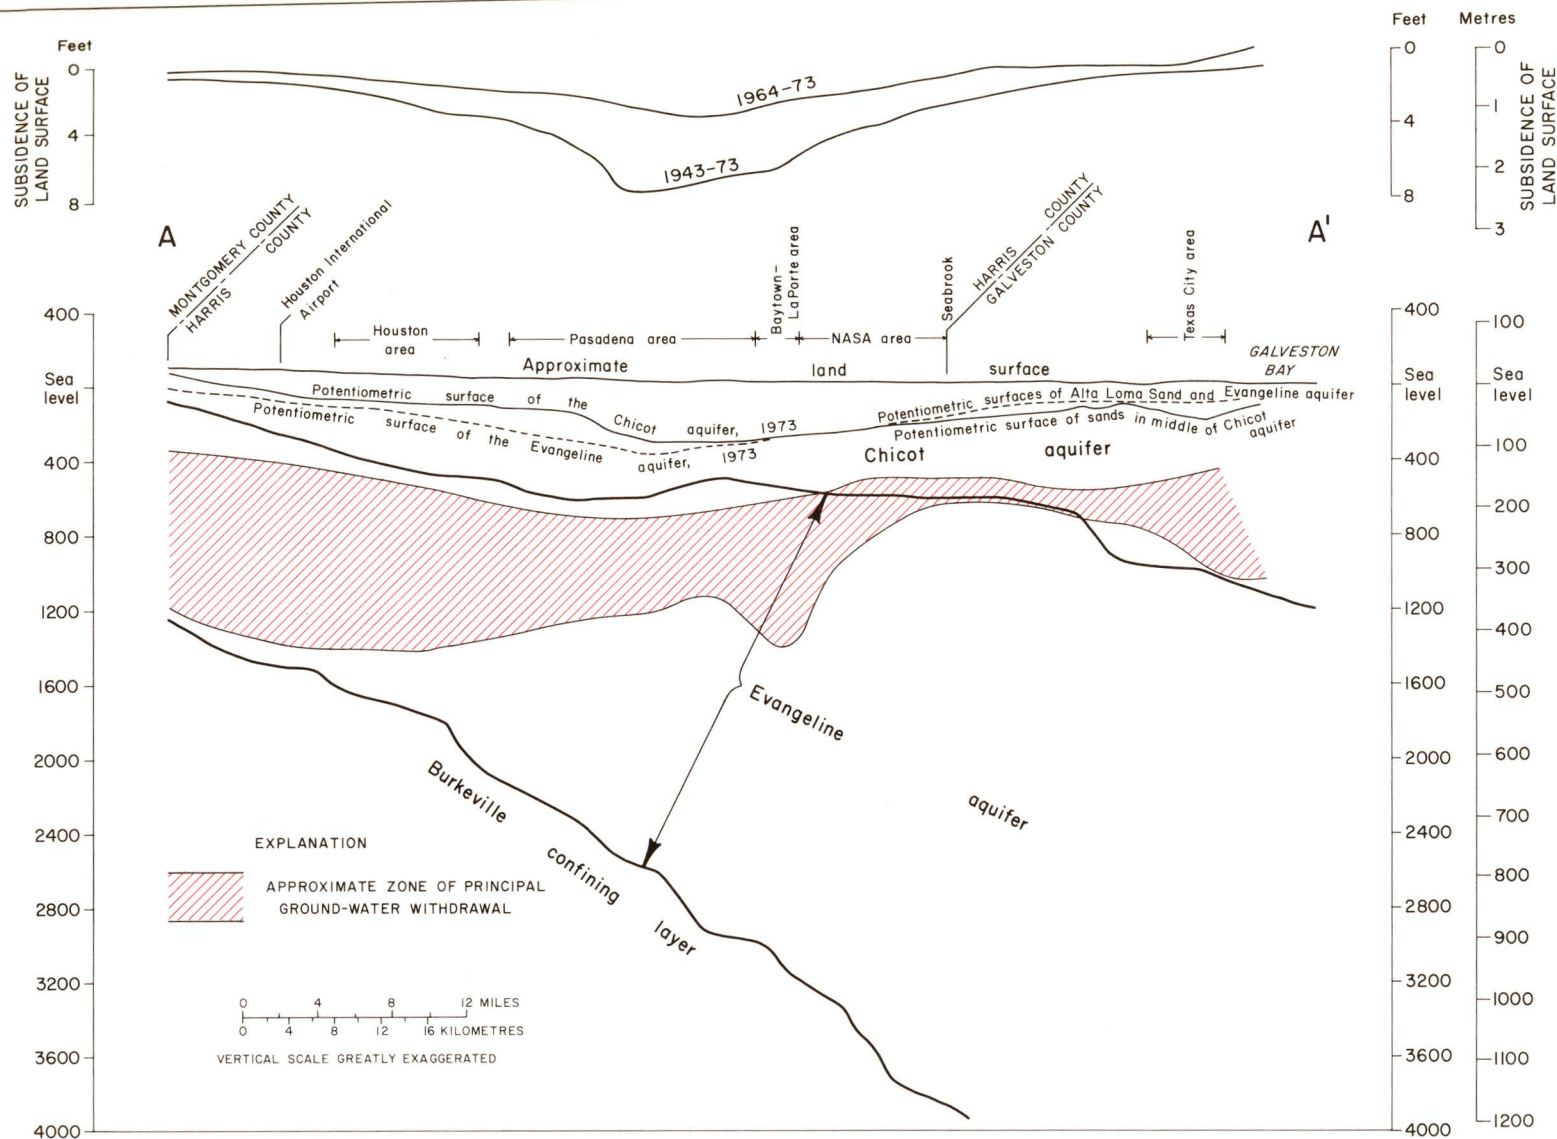 Feet
0
4
8
SUBSIDENCE OF
LAND SURFACE
1964-73
1943-73
Feet
0
4
8
Metres
0
1
2
3
SUBSIDENCE OF
LAND SURFACE
A
A'
MONTGOMERY COUNTY
HARRIS COUNTY
Houston International
Airport
Houston
area
Pasadena area
Baytown-
LaPorte area
NASA area
Seabrook
HARRIS COUNTY
GALVESTON COUNTY
Texas City area
GALVESTON
BAY
Approximate land surface
Potentiometric surface of the Chicot aquifer, 1973
Potentiometric surface of the Evangeline aquifer, 1973
Potentiometric surfaces of Alta Loma Sand and Evangeline aquifer
Potentiometric surface of sands in middle of Chicot
aquifer
Chicot aquifer
Evangeline aquifer
Burkeville confining layer
400
Sea
level
400
800
1200
1600
2000
2400
2800
3200
3600
4000
400
Sea
level
400
800
1200
1600
2000
2400
2800
3200
3600
4000
100
Sea
level
100
200
300
400
500
600
700
800
900
1000
1100
1200
EXPLANATION
APPROXIMATE ZONE OF PRINCIPAL
GROUND-WATER WITHDRAWAL
0 4 8 12 MILES
0 4 8 12 16 KILOMETRES
VERTICAL SCALE GREATLY EXAGGERATED